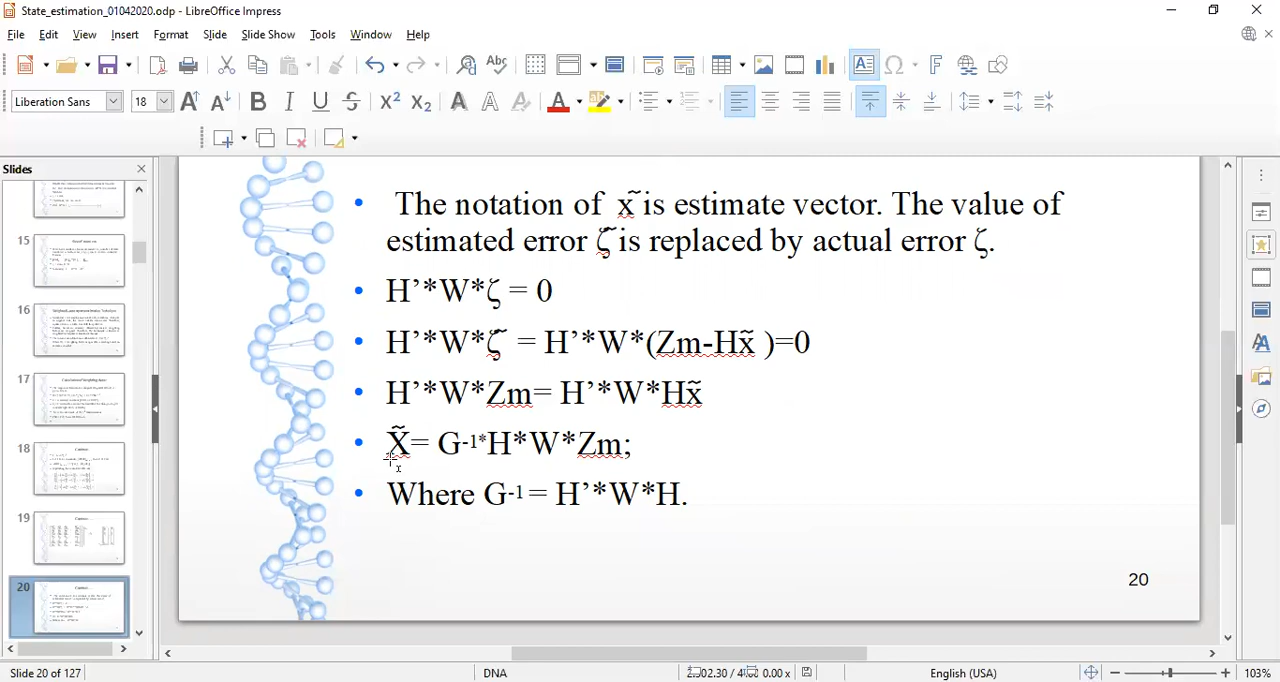 State_estimation_01042020.odp - LibreOffice Impress
File Edit View Insert Format Slide Slide Show Tools Window Help
Liberation Sans 18
Slides
15
16
17
18
19
20
The notation of x̃ is estimate vector. The value of
estimated error ζ̃ is replaced by actual error ζ.
H’*W*ζ = 0
H’*W*ζ̃ = H’*W*(Zm-Hx̃ )=0
H’*W*Zm= H’*W*Hx̃
X̃= G-1*H*W*Zm;
Where G-1 = H’*W*H.
20
Slide 20 of 127 DNA 0.00 x English (USA) 103%